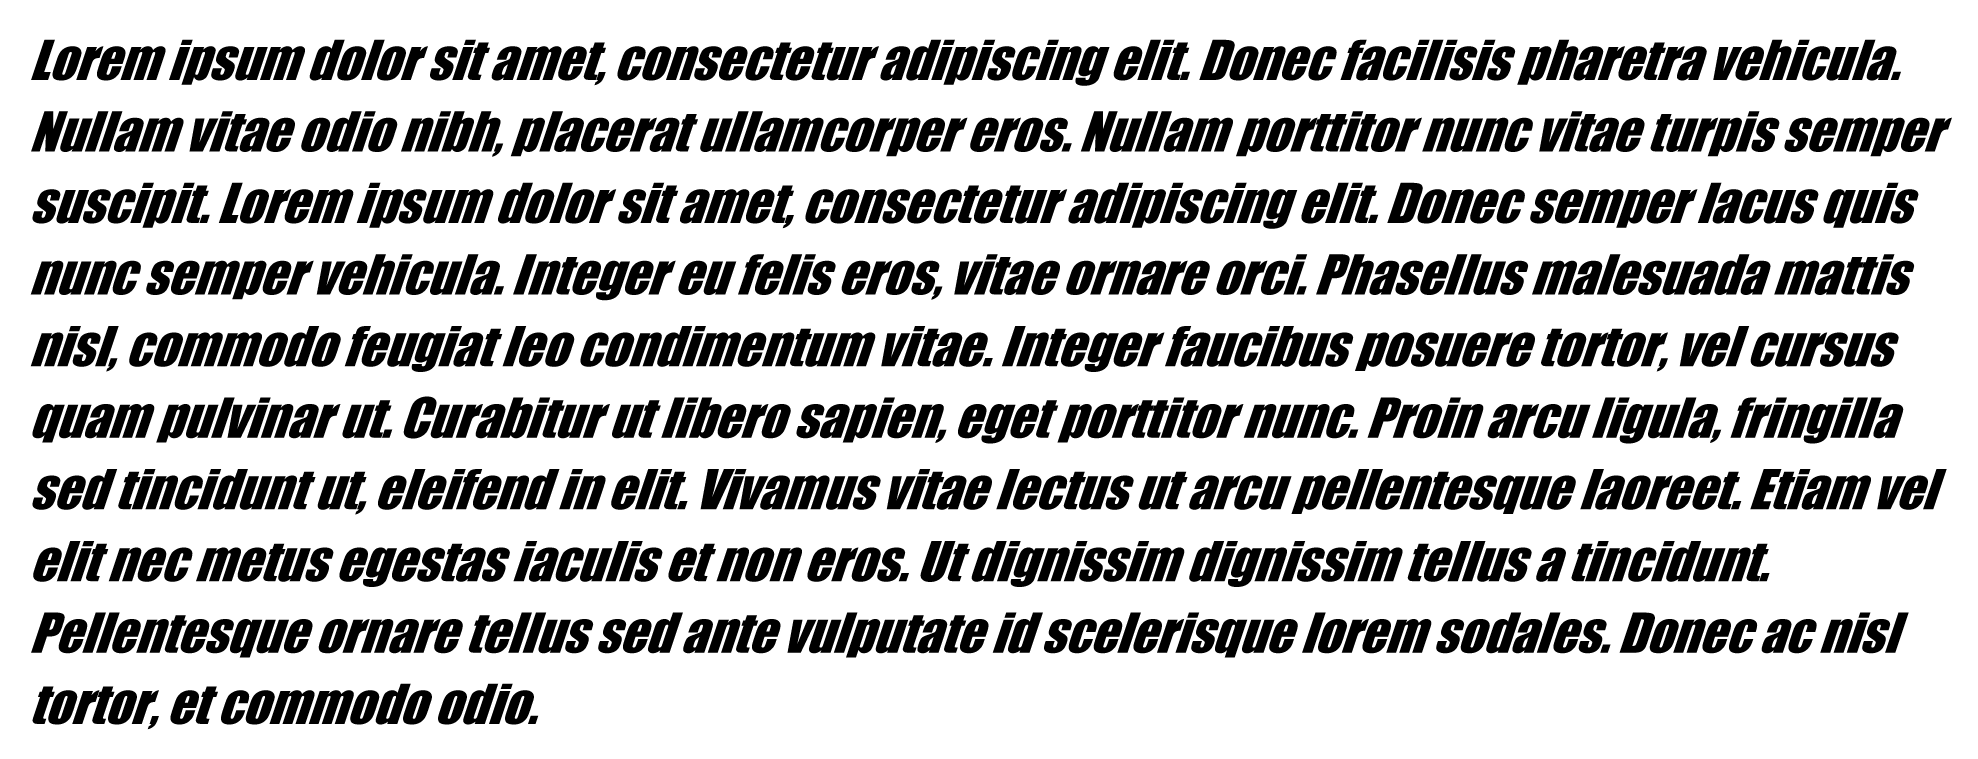 Lorem ipsum dolor sit amet, consectetur adipiscing elit. Donec facilisis pharetra vehicula.
Nullam vitae odio nibh, placerat ullamcorper eros. Nullam porttitor nunc vitae turpis semper
suscipit. Lorem ipsum dolor sit amet, consectetur adipiscing elit. Donec semper lacus quis
nunc semper vehicula. Integer eu felis eros, vitae ornare orci. Phasellus malesuada mattis
nisl, commodo feugiat leo condimentum vitae. Integer faucibus posuere tortor, vel cursus
quam pulvinar ut. Curabitur ut libero sapien, eget porttitor nunc. Proin arcu ligula, fringilla
sed tincidunt ut, eleifend in elit. Vivamus vitae lectus ut arcu pellentesque laoreet. Etiam vel
elit nec metus egestas iaculis et non eros. Ut dignissim dignissim tellus a tincidunt.
Pellentesque ornare tellus sed ante vulputate id scelerisque lorem sodales. Donec ac nisl
tortor, et commodo odio.